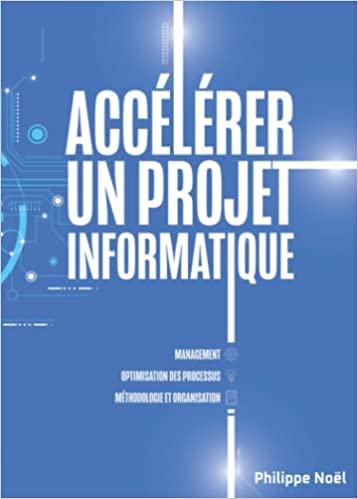 ACCÉLÉRER
UN PROJET
INFORMATIQUE
MANAGEMENT
OPTIMISATION DES PROCESSUS
MÉTHODOLOGIE ET ORGANISATION
Philippe Noël